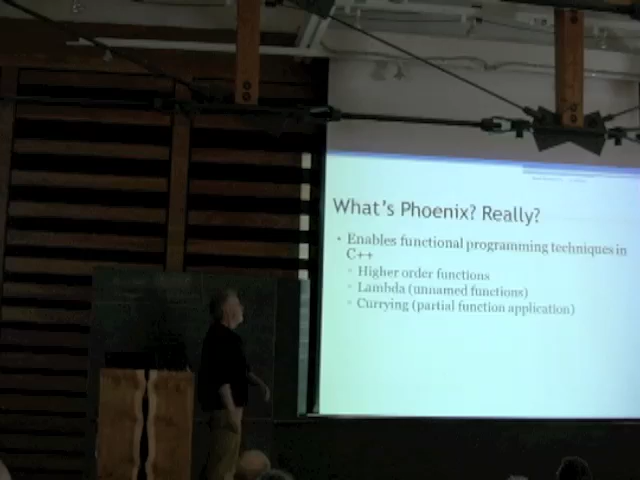 What's Phoenix? Really?
• Enables functional programming techniques in
C++
▫ Higher order functions
▫ Lambda (unnamed functions)
▫ Currying (partial function application)